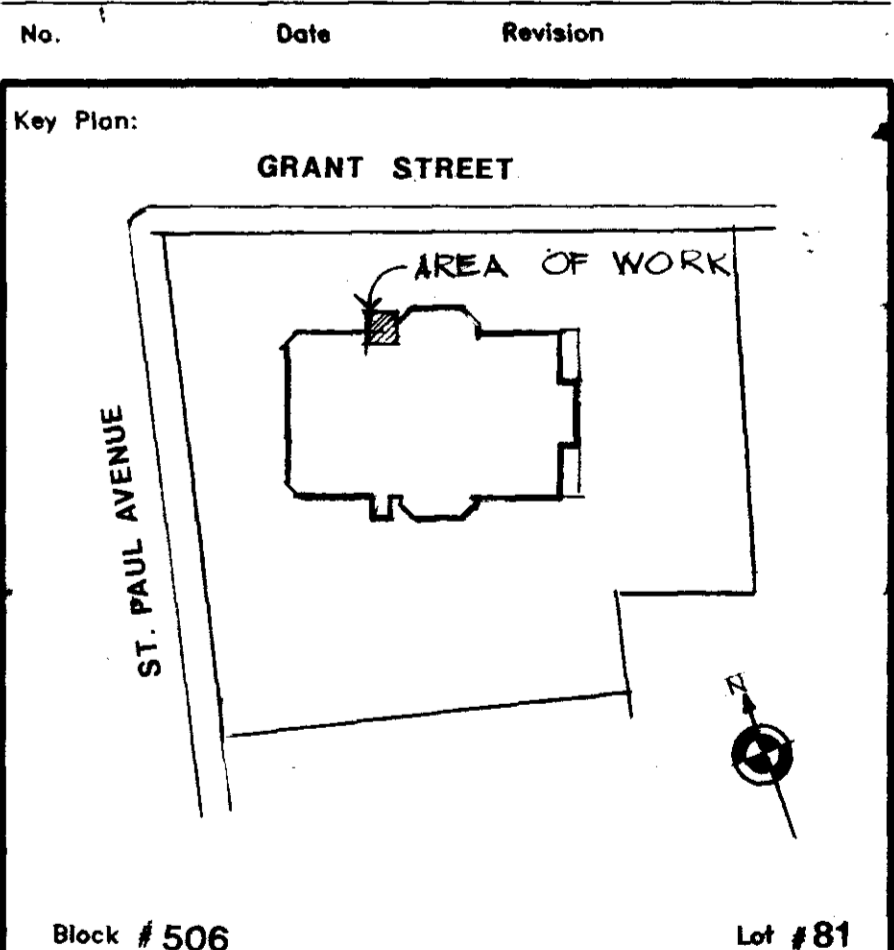 No. Date Revision
Key Plan:
GRANT STREET
AREA OF WORK
ST. PAUL AVENUE
N
Block # 506 Lot # 81